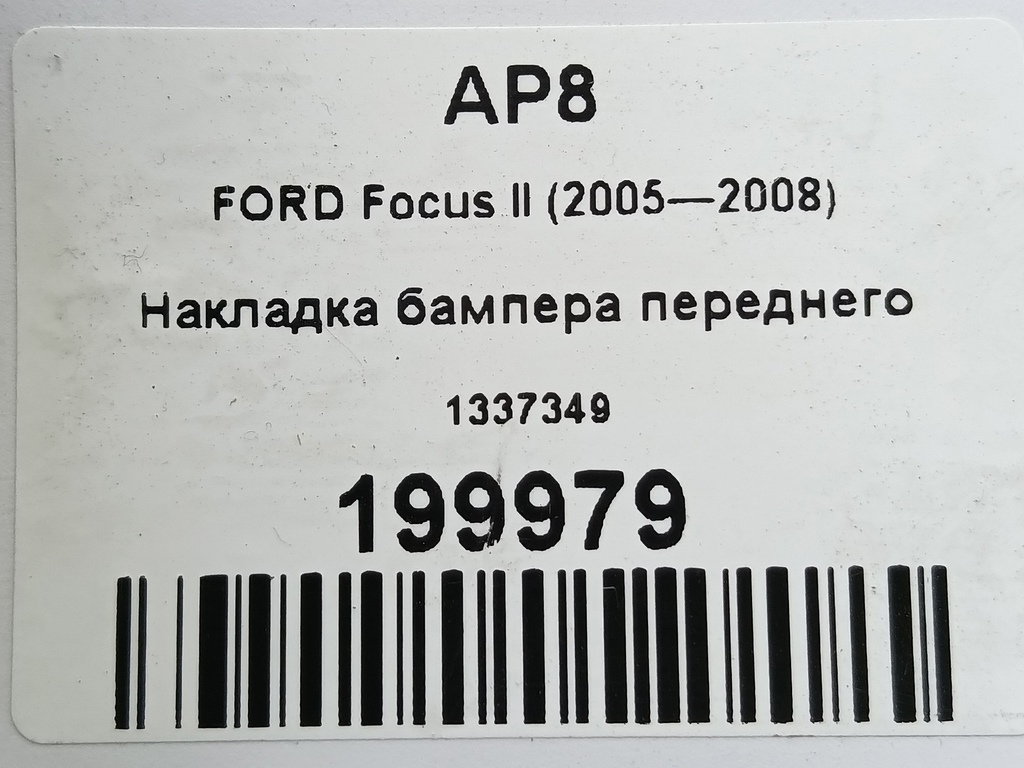 AP8
FORD Focus II (2005—2008)
Накладка бампера переднего
1337349
199979